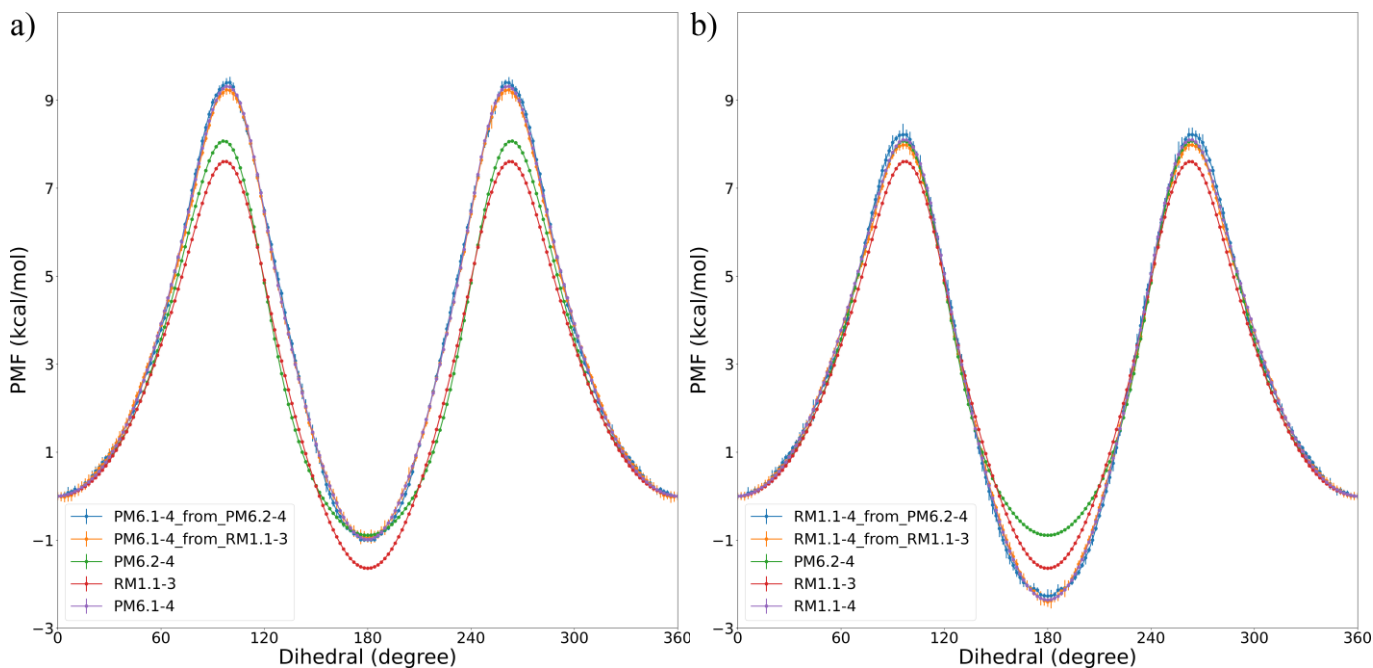 a)
PMF (kcal/mol)
9
7
5
3
1
−1
−3
PM6.1-4_from_PM6.2-4
PM6.1-4_from_RM1.1-3
PM6.2-4
RM1.1-3
PM6.1-4
0 60 120 180 240 300 360
Dihedral (degree)
b)
PMF (kcal/mol)
9
7
5
3
1
−1
−3
RM1.1-4_from_PM6.2-4
RM1.1-4_from_RM1.1-3
PM6.2-4
RM1.1-3
RM1.1-4
0 60 120 180 240 300 360
Dihedral (degree)